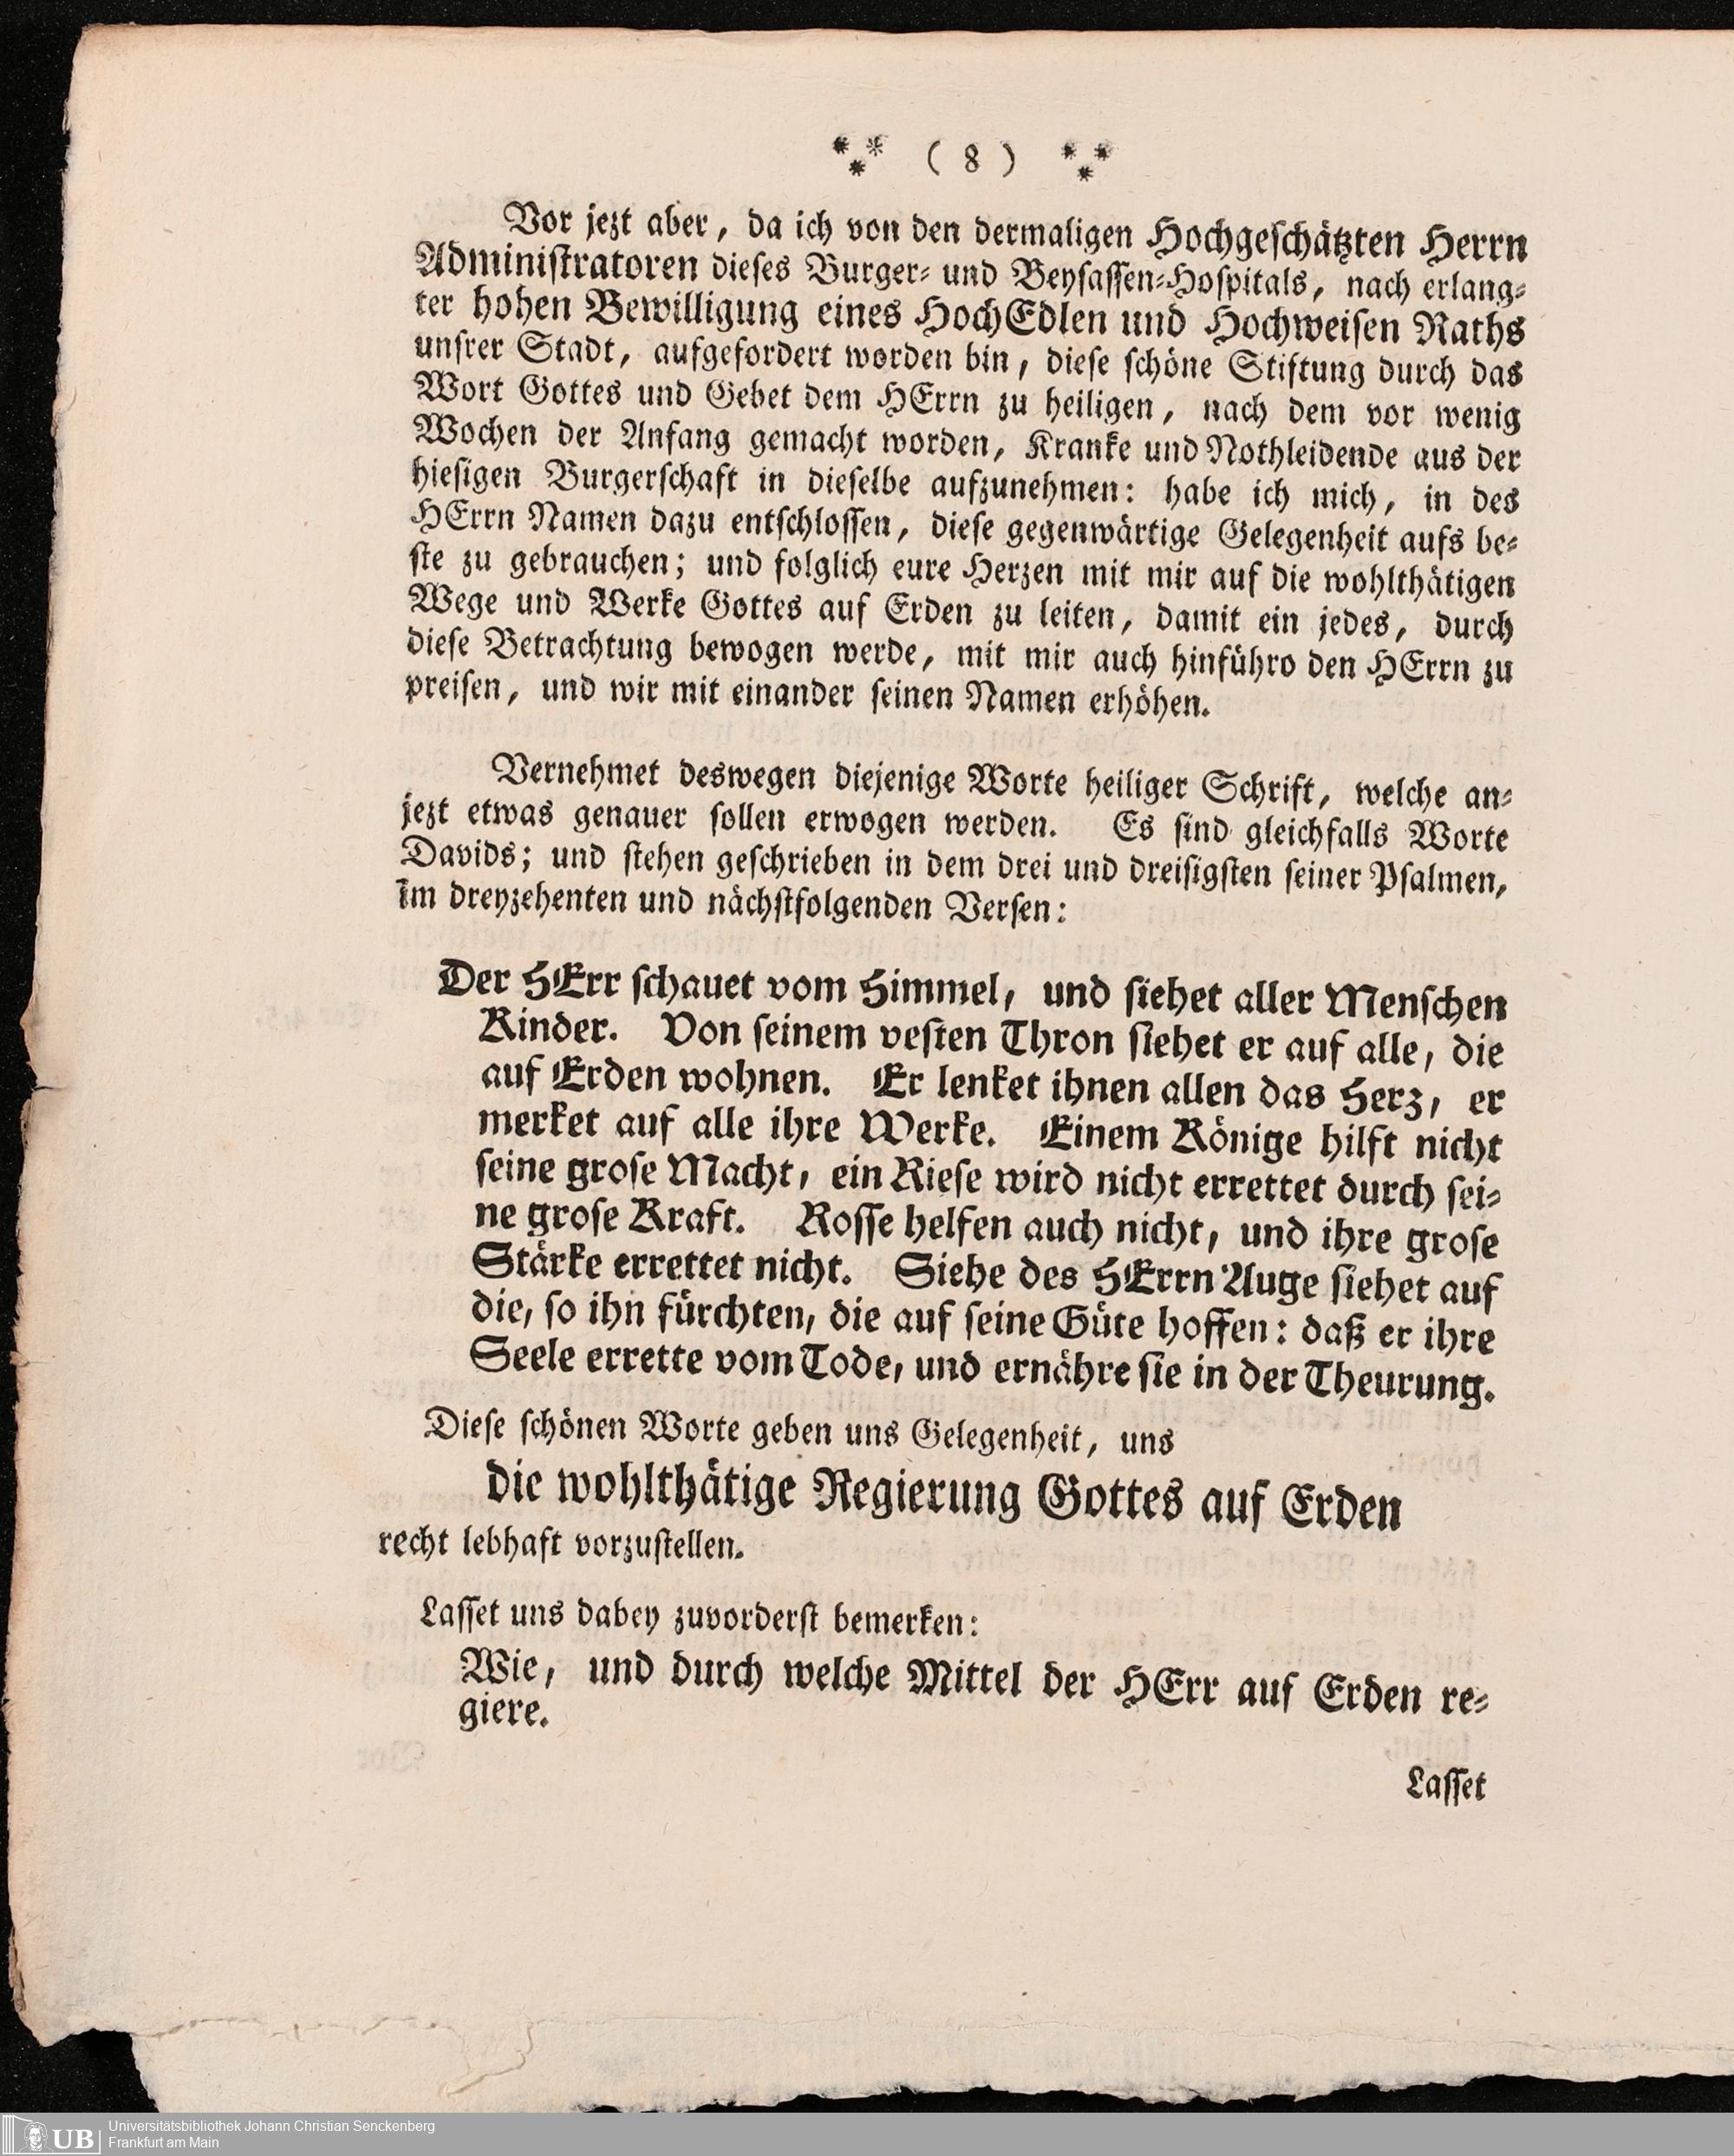 *** ( 8 ) ***
Vor jezt aber, da ich von den dermaligen Hochgeschätzten Herrn
Administratoren dieses Burger- und Beysassen-Hospitals, nach erlang-
ter hohen Bewilligung eines HochEdlen und Hochweisen Raths
unsrer Stadt, aufgefordert worden bin, diese schöne Stiftung durch das
Wort Gottes und Gebet dem HErrn zu heiligen, nach dem vor wenig
Wochen der Anfang gemacht worden, Kranke und Nothleidende aus der
hiesigen Burgerschaft in dieselbe aufzunehmen: habe ich mich, in des
HErrn Namen dazu entschlossen, diese gegenwärtige Gelegenheit aufs be-
ste zu gebrauchen; und folglich eure Herzen mit mir auf die wohlthätigen
Wege und Werke Gottes auf Erden zu leiten, damit ein jedes, durch
diese Betrachtung bewogen werde, mit mir auch hinführo den HErrn zu
preisen, und wir mit einander seinen Namen erhöhen.
Vernehmet deswegen diejenige Worte heiliger Schrift, welche an-
jezt etwas genauer sollen erwogen werden. Es sind gleichfalls Worte
Davids; und stehen geschrieben in dem drei und dreisigsten seiner Psalmen,
im dreyzehenten und nächstfolgenden Versen:
Der HErr schauet vom Himmel, und siehet aller Menschen
Kinder. Von seinem vesten Thron siehet er auf alle, die
auf Erden wohnen. Er lenket ihnen allen das Herz, er
merket auf alle ihre Werke. Einem Könige hilft nicht
seine grose Macht, ein Riese wird nicht errettet durch sei-
ne grose Kraft. Rosse helfen auch nicht, und ihre grose
Stärke errettet nicht. Siehe des HErrn Auge siehet auf
die, so ihn fürchten, die auf seine Güte hoffen: daß er ihre
Seele errette vom Tode, und ernähre sie in der Theurung.
Diese schönen Worte geben uns Gelegenheit, uns
die wohlthätige Regierung Gottes auf Erden
recht lebhaft vorzustellen.
Lasset uns dabey zuvorderst bemerken:
Wie, und durch welche Mittel der HErr auf Erden re-
giere.
Lasset
UB
Universitätsbibliothek Johann Christian Senckenberg
Frankfurt am Main